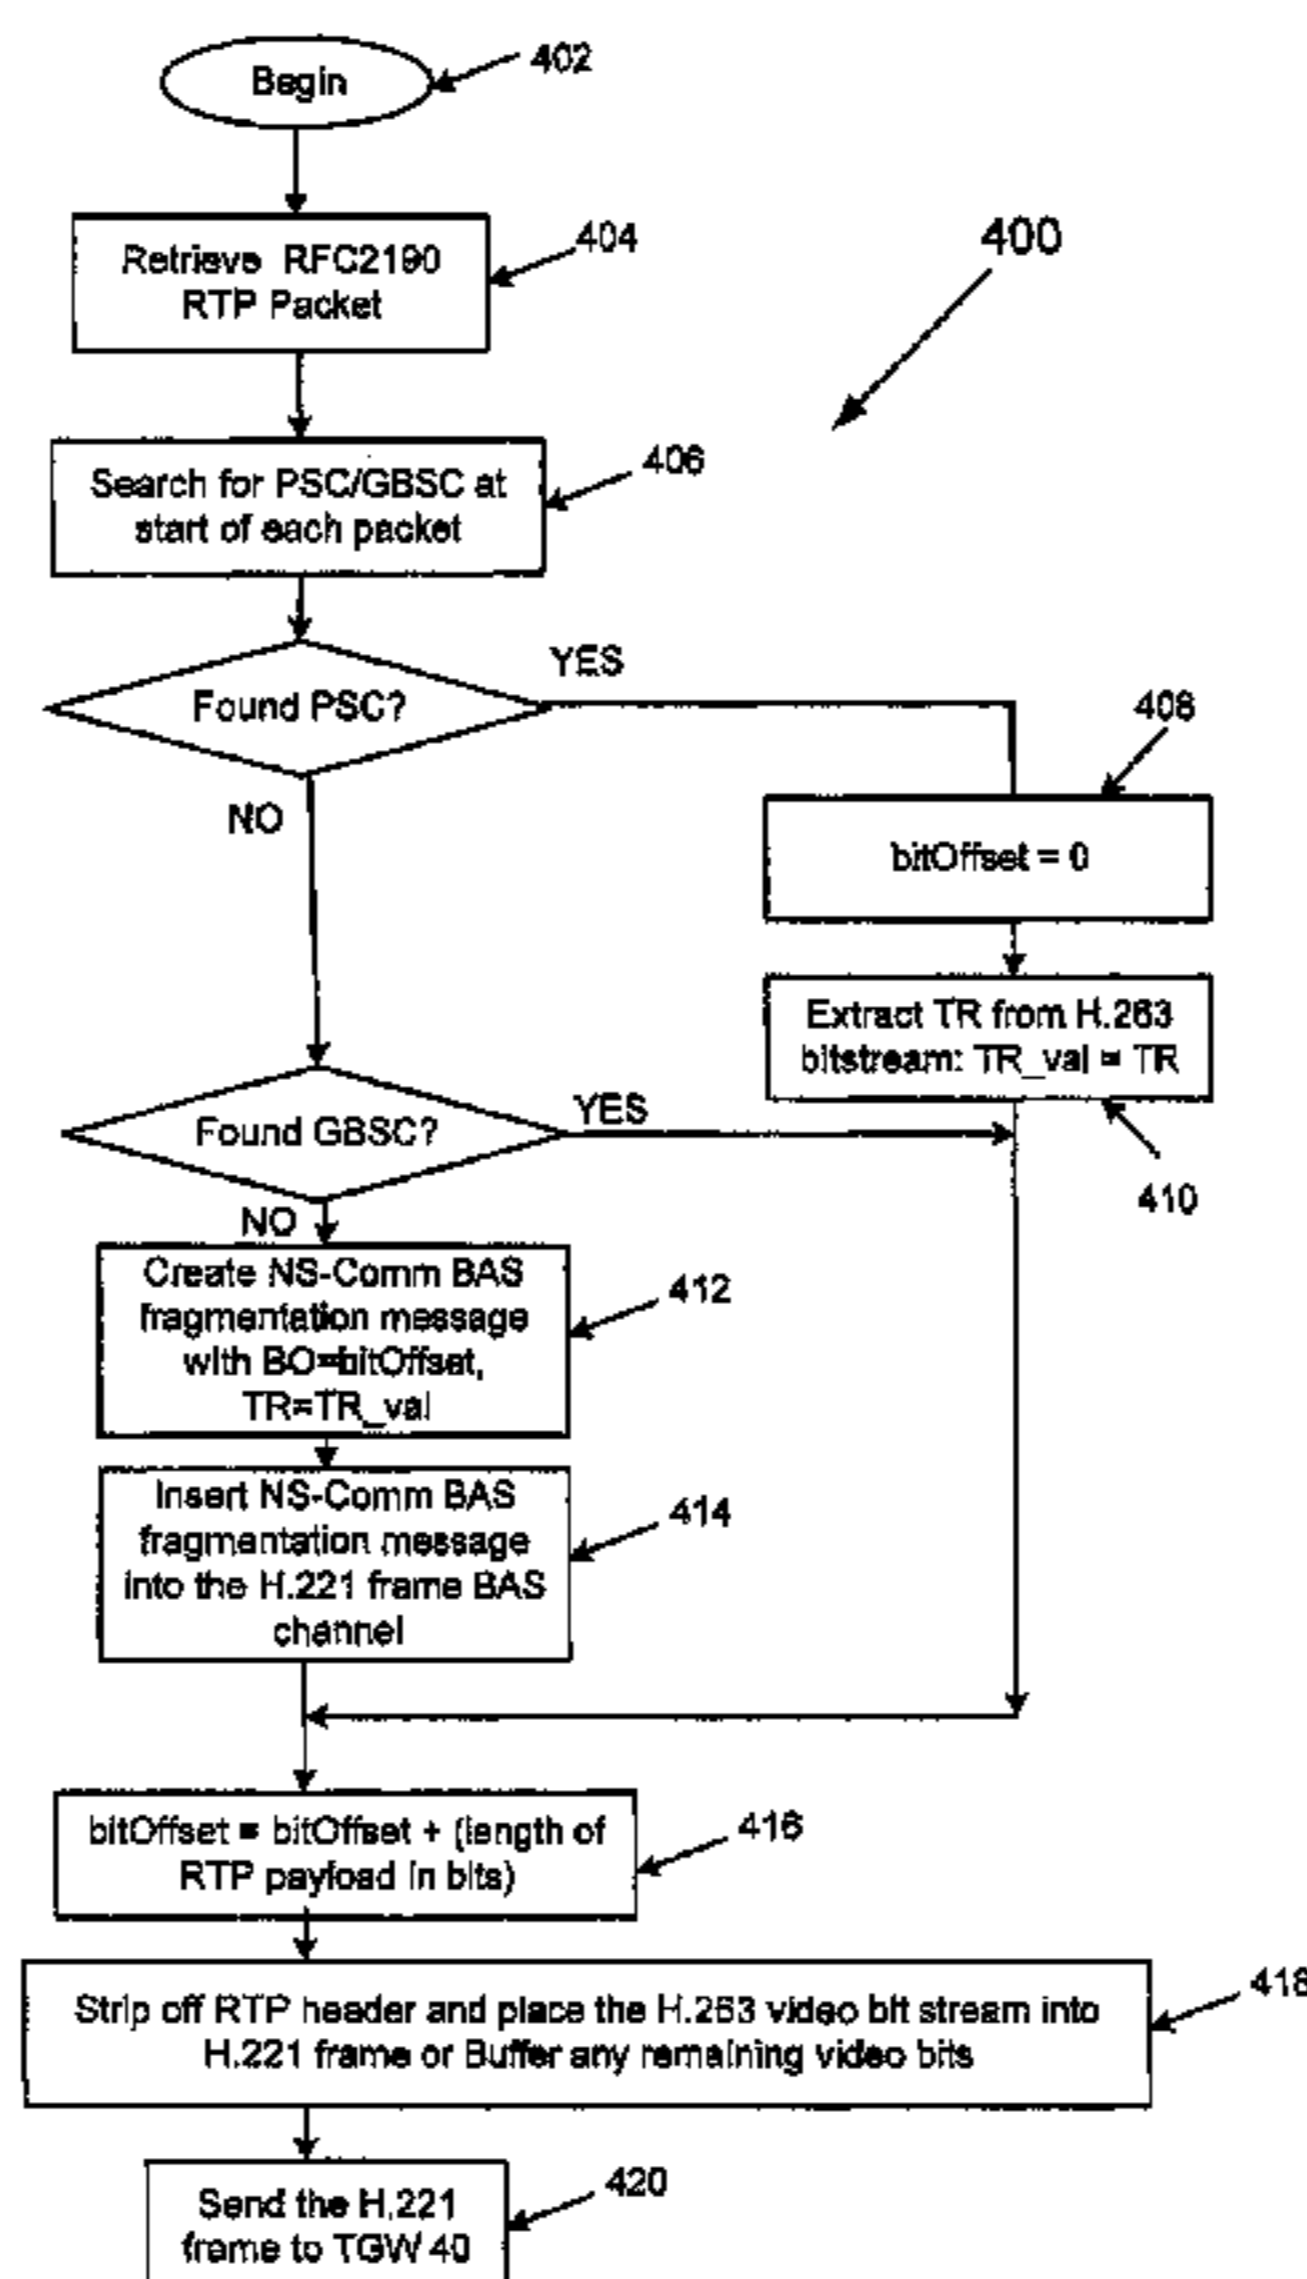 Begin
402
Retrieve RFC2190
RTP Packet
404
400
Search for PSC/GBSC at
start of each packet
406
Found PSC?
YES
NO
408
bitOffset = 0
Extract TR from H.263
bitstream: TR_val = TR
410
Found GBSC?
YES
NO
Create NS-Comm BAS
fragmentation message
with BO=bitOffset,
TR=TR_val
412
Insert NS-Comm BAS
fragmentation message
into the H.221 frame BAS
channel
414
bitOffset = bitOffset + (length of
RTP payload in bits)
416
Strip off RTP header and place the H.263 video bit stream into
H.221 frame or Buffer any remaining video bits
418
Send the H.221
frame to TGW 40
420